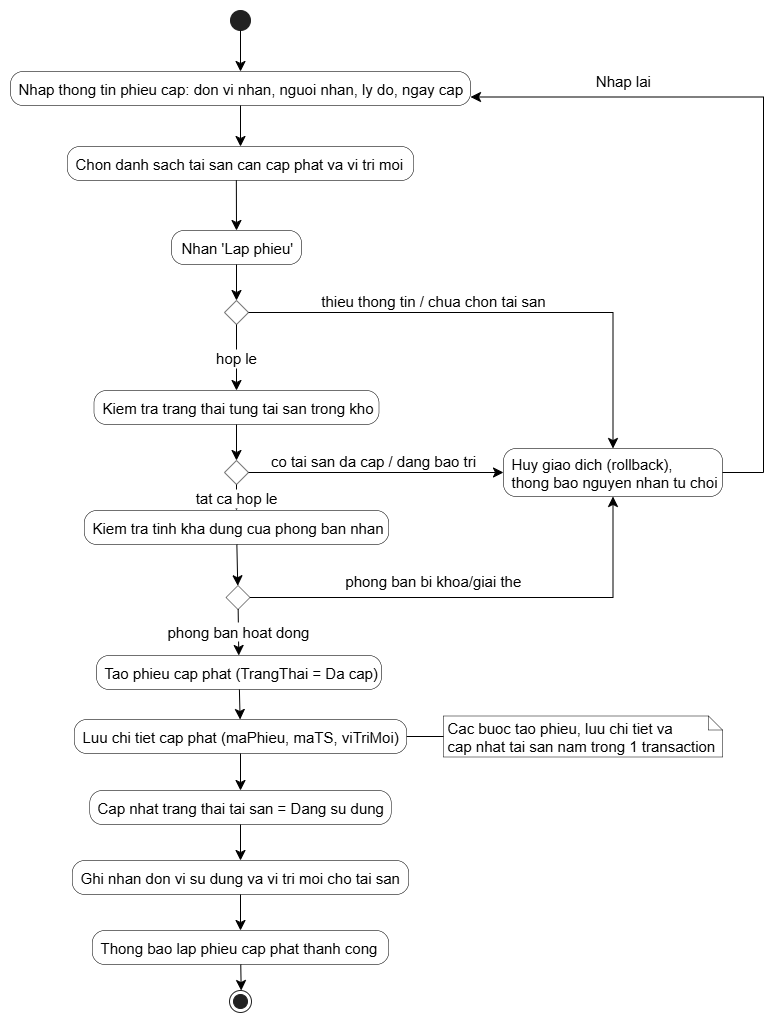 Nhap lai
Nhap thong tin phieu cap: don vi nhan, nguoi nhan, ly do, ngay cap
Chon danh sach tai san can cap phat va vi tri moi
Nhan 'Lap phieu'
thieu thong tin / chua chon tai san
hop le
Kiem tra trang thai tung tai san trong kho
co tai san da cap / dang bao tri
Huy giao dich (rollback),
thong bao nguyen nhan tu choi
tat ca hop le
Kiem tra tinh kha dung cua phong ban nhan
phong ban bi khoa/giai the
phong ban hoat dong
Tao phieu cap phat (TrangThai = Da cap)
Luu chi tiet cap phat (maPhieu, maTS, viTriMoi)
Cac buoc tao phieu, luu chi tiet va
cap nhat tai san nam trong 1 transaction
Cap nhat trang thai tai san = Dang su dung
Ghi nhan don vi su dung va vi tri moi cho tai san
Thong bao lap phieu cap phat thanh cong